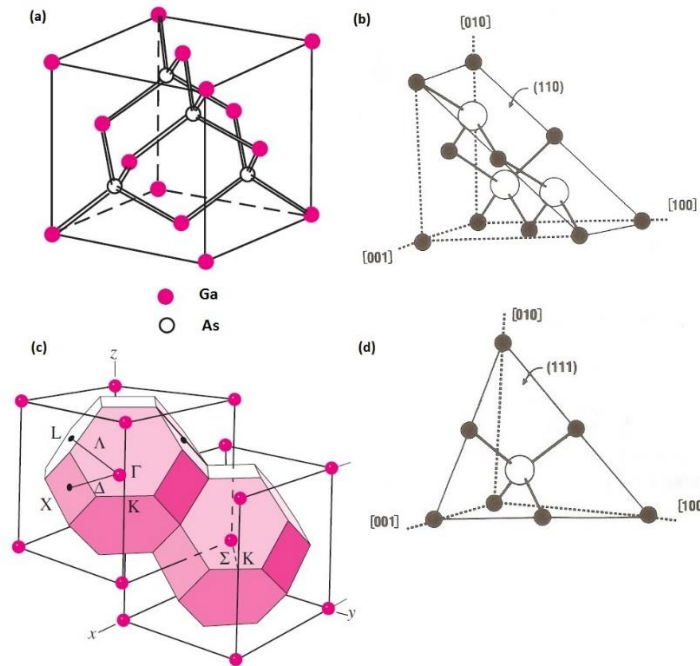 (a)
(b)
[010]
(110)
[100]
[001]
Ga
As
(c)
z
L
Λ
Γ
X
Δ
K
Σ K
x
y
(d)
[010]
(111)
[001]
[100]